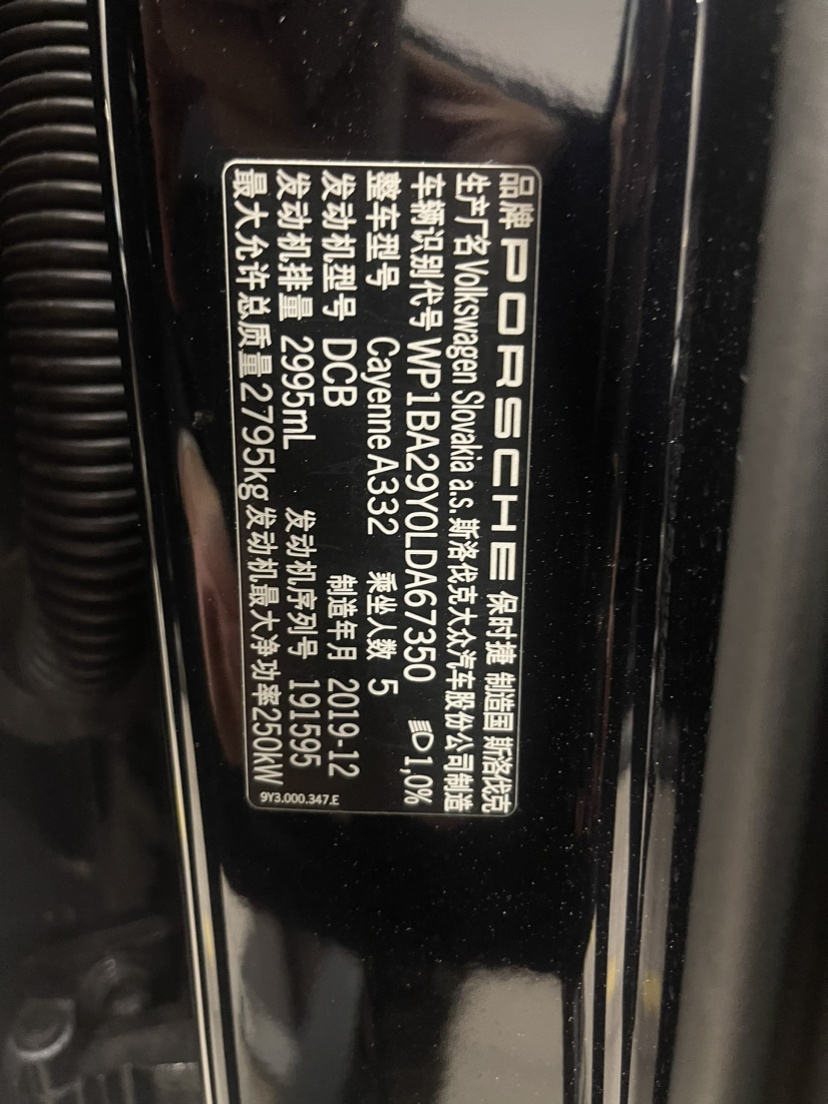 品牌 PORSCHE 保时捷 制造国 斯洛伐克
生产厂名 Volkswagen Slovakia a.s. 斯洛伐克大众汽车股份公司制造
车辆识别代号 WP1BA29Y0LDA67350 1,0%
整车型号 Cayenne A332 乘坐人数 5
发动机型号 DCB 制造年月 2019-12
发动机排量 2995mL 发动机序列号 191595
最大允许总质量 2795kg 发动机最大净功率 250kW
9Y3.000.347.E